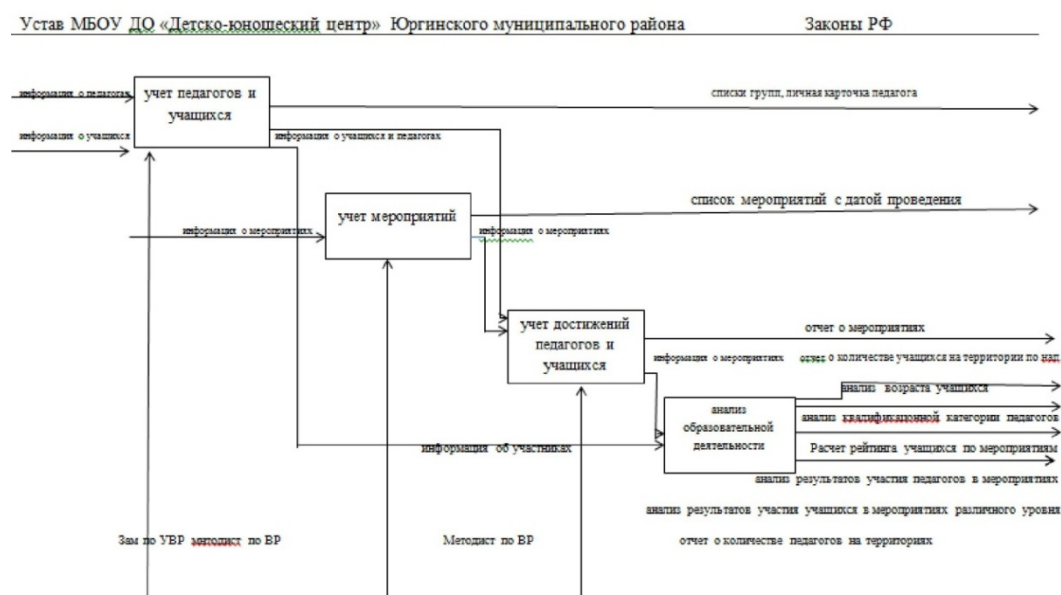 Устав МБОУ ДО «Детско-юношеский центр» Юргинского муниципального района
Законы РФ
информация о педагогах
учет педагогов и
учащихся
списки групп, личная карточка педагога
информация о учащихся
информация о учащихся и педагогах
учет мероприятий
список мероприятий с датой проведения
информация о мероприятиях
информация о мероприятиях
учет достижений
педагогов и
учащихся
отчет о мероприятиях
информация о мероприятиях
отчет о количестве учащихся на территории по нап
анализ возраста учащихся
анализ
образовательной
деятельности
анализ квалификационной категории педагогов
информация об участниках
Расчет рейтинга учащихся по мероприятиям
анализ результатов участия педагогов в мероприятиях
анализ результатов участия учащихся в мероприятиях различного уровня
Зам по УВР мнтодист по ВР
Методист по ВР
отчет о количестве педагогов на территориях